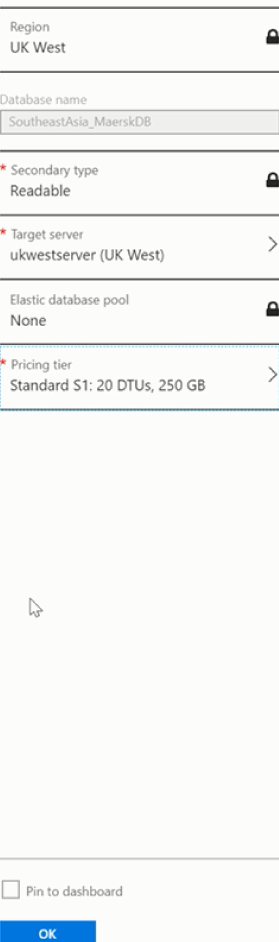 Region
UK West
Database name
SoutheastAsia_MaerskDB
* Secondary type
Readable
* Target server
ukwestserver (UK West)
Elastic database pool
None
* Pricing tier
Standard S1: 20 DTUs, 250 GB
Pin to dashboard
OK